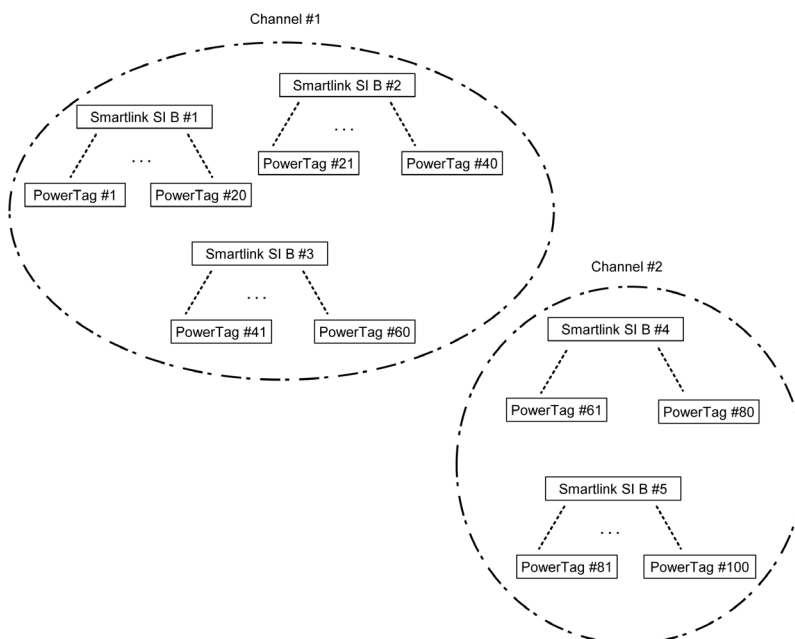 Channel #1
Smartlink SI B #1
...
PowerTag #1
PowerTag #20
Smartlink SI B #2
...
PowerTag #21
PowerTag #40
Smartlink SI B #3
...
PowerTag #41
PowerTag #60
Channel #2
Smartlink SI B #4
PowerTag #61
PowerTag #80
Smartlink SI B #5
...
PowerTag #81
PowerTag #100